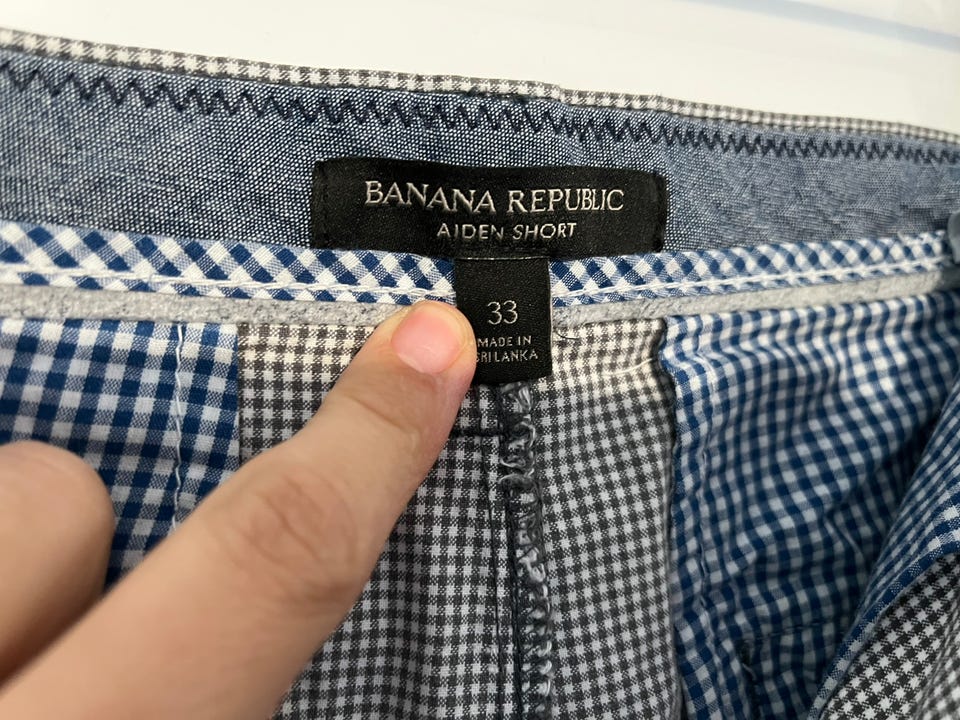 BANANA REPUBLIC
AIDEN SHORT
33
MADE IN
SRI LANKA